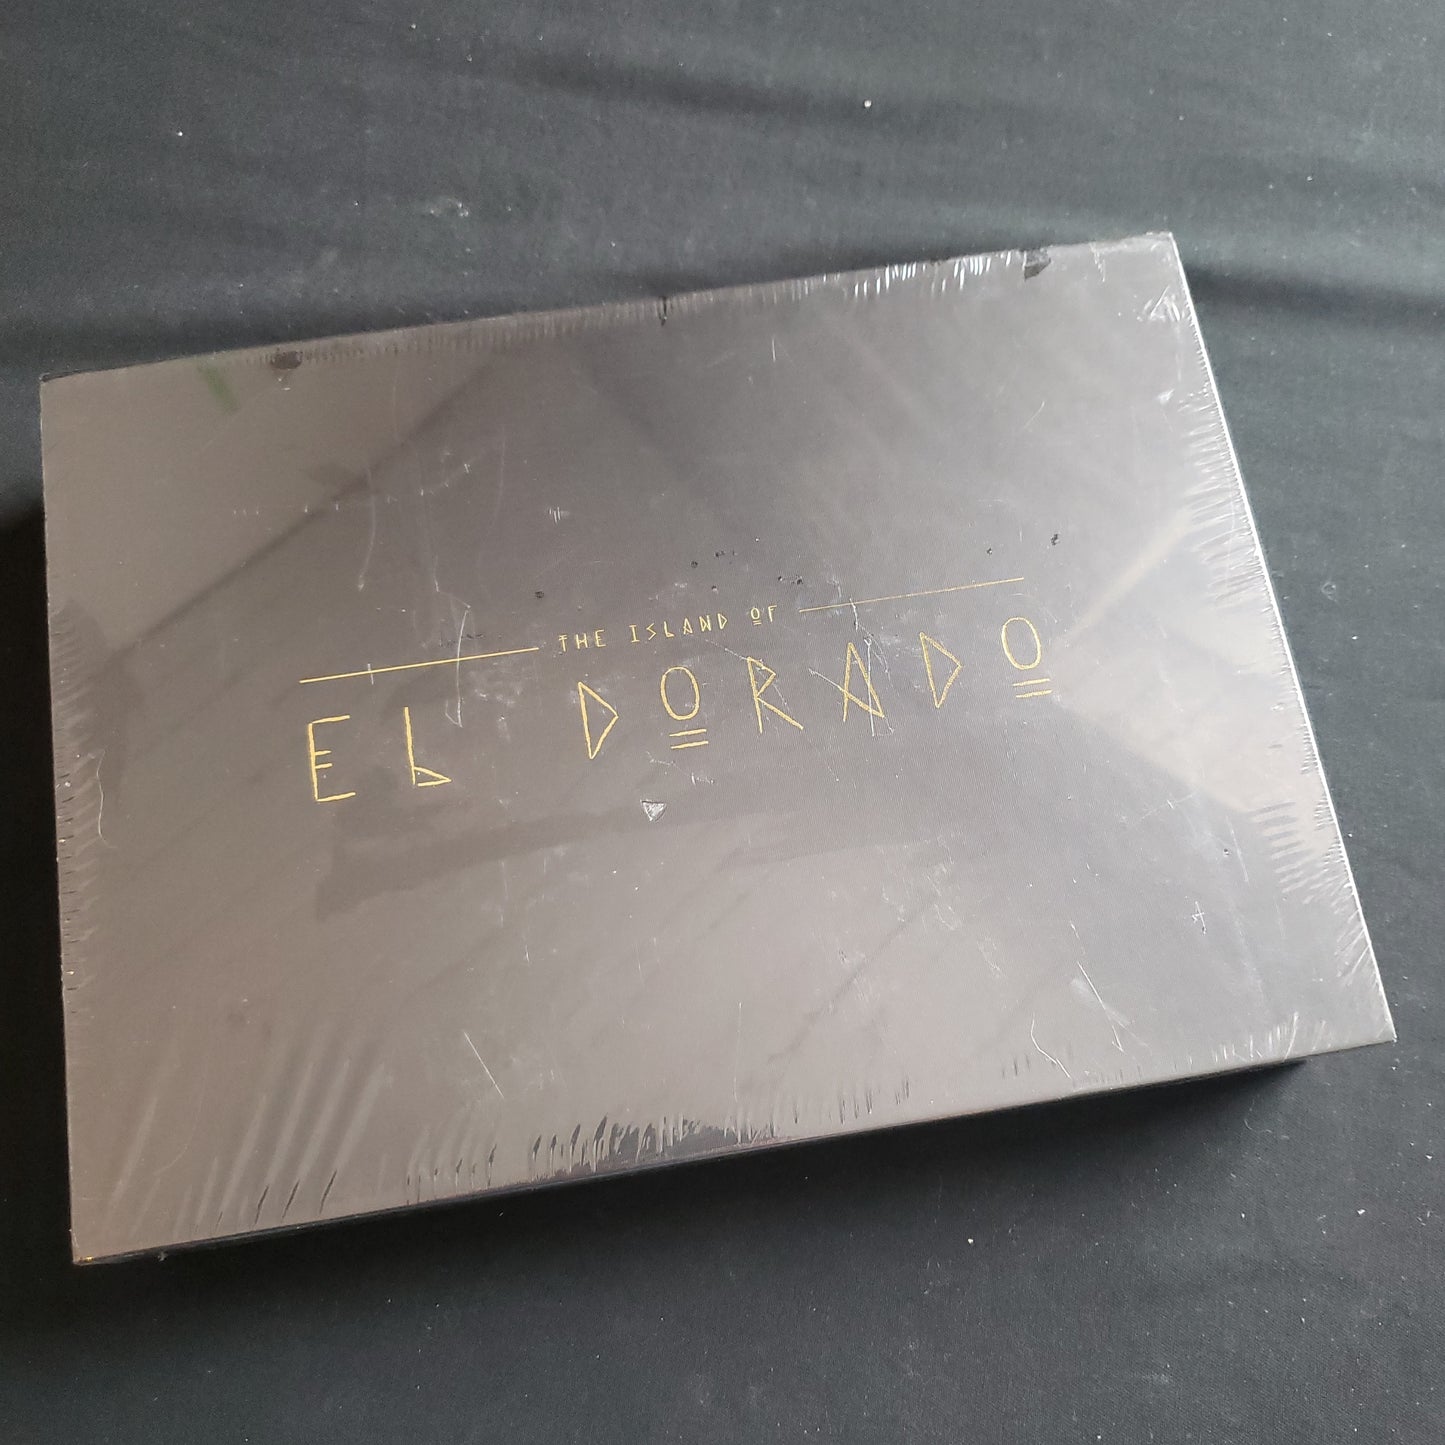 THE ISLAND OF
EL DORADO